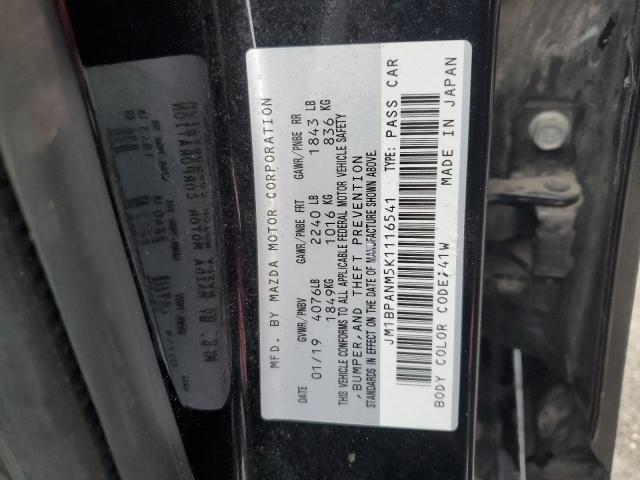 MFD. BY MAZDA MOTOR CORPORATION
DATE GVWR/PNBV GAWR/PNBE FRT GAWR/PNBE RR
01/19 4076LB 2240 LB 1843 LB
1849KG 1016 KG 836 KG
THIS VEHICLE CONFORMS TO ALL APPLICABLE FEDERAL MOTOR VEHICLE SAFETY
, BUMPER, AND THEFT PREVENTION
STANDARDS IN EFFECT ON THE DATE OF MANUFACTURE SHOWN ABOVE.
JM1BPANM5K1116541 TYPE: PASS CAR
BODY COLOR CODE:41W MADE IN JAPAN